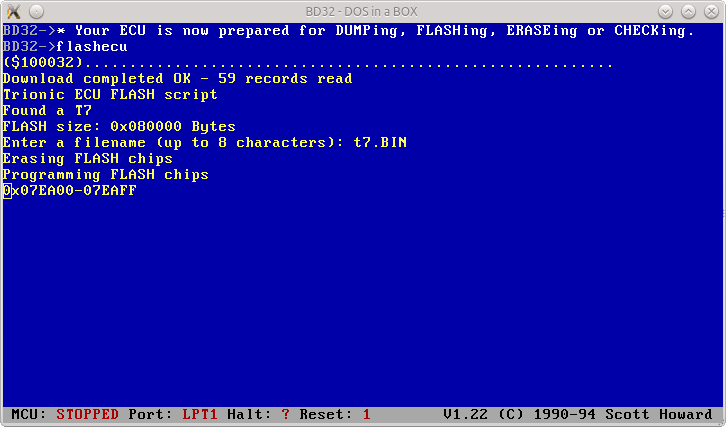 BD32 - DOS in a BOX
BD32->* Your ECU is now prepared for DUMPing, FLASHing, ERASEing or CHECKing.
BD32->flashecu
($100032)...........................................................
Download completed OK - 59 records read
Trionic ECU FLASH script
Found a T7
FLASH size: 0x080000 Bytes
Enter a filename (up to 8 characters): t7.BIN
Erasing FLASH chips
Programming FLASH chips
0x07EA00-07EAFF
MCU: STOPPED Port: LPT1 Halt: ? Reset: 1 V1.22 (C) 1990-94 Scott Howard